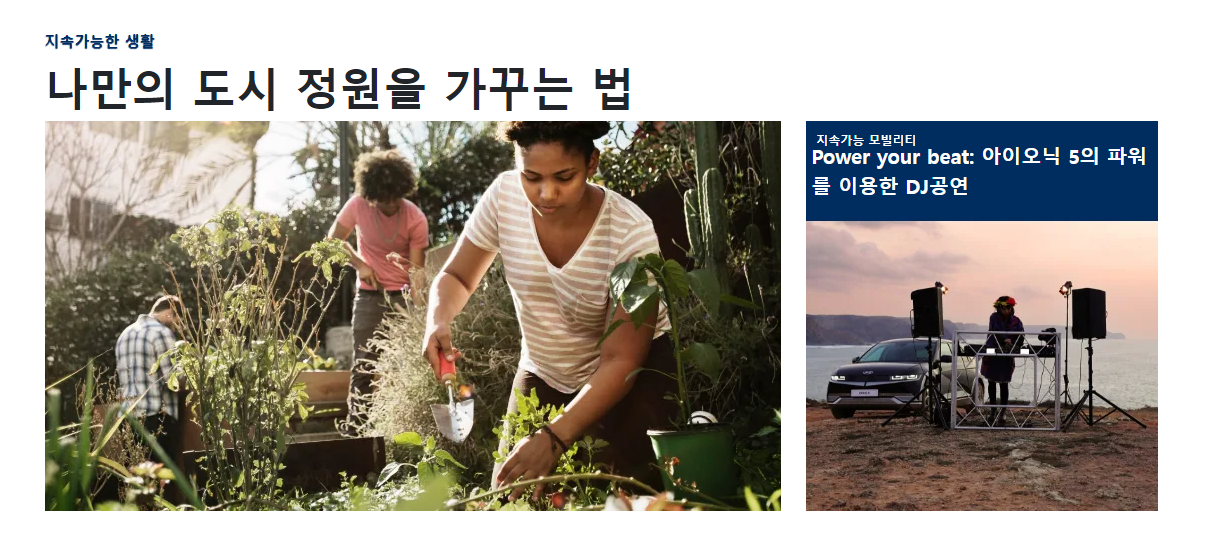 지속가능한 생활
나만의 도시 정원을 가꾸는 법
지속가능 모빌리티
Power your beat: 아이오닉 5의 파워
를 이용한 DJ공연